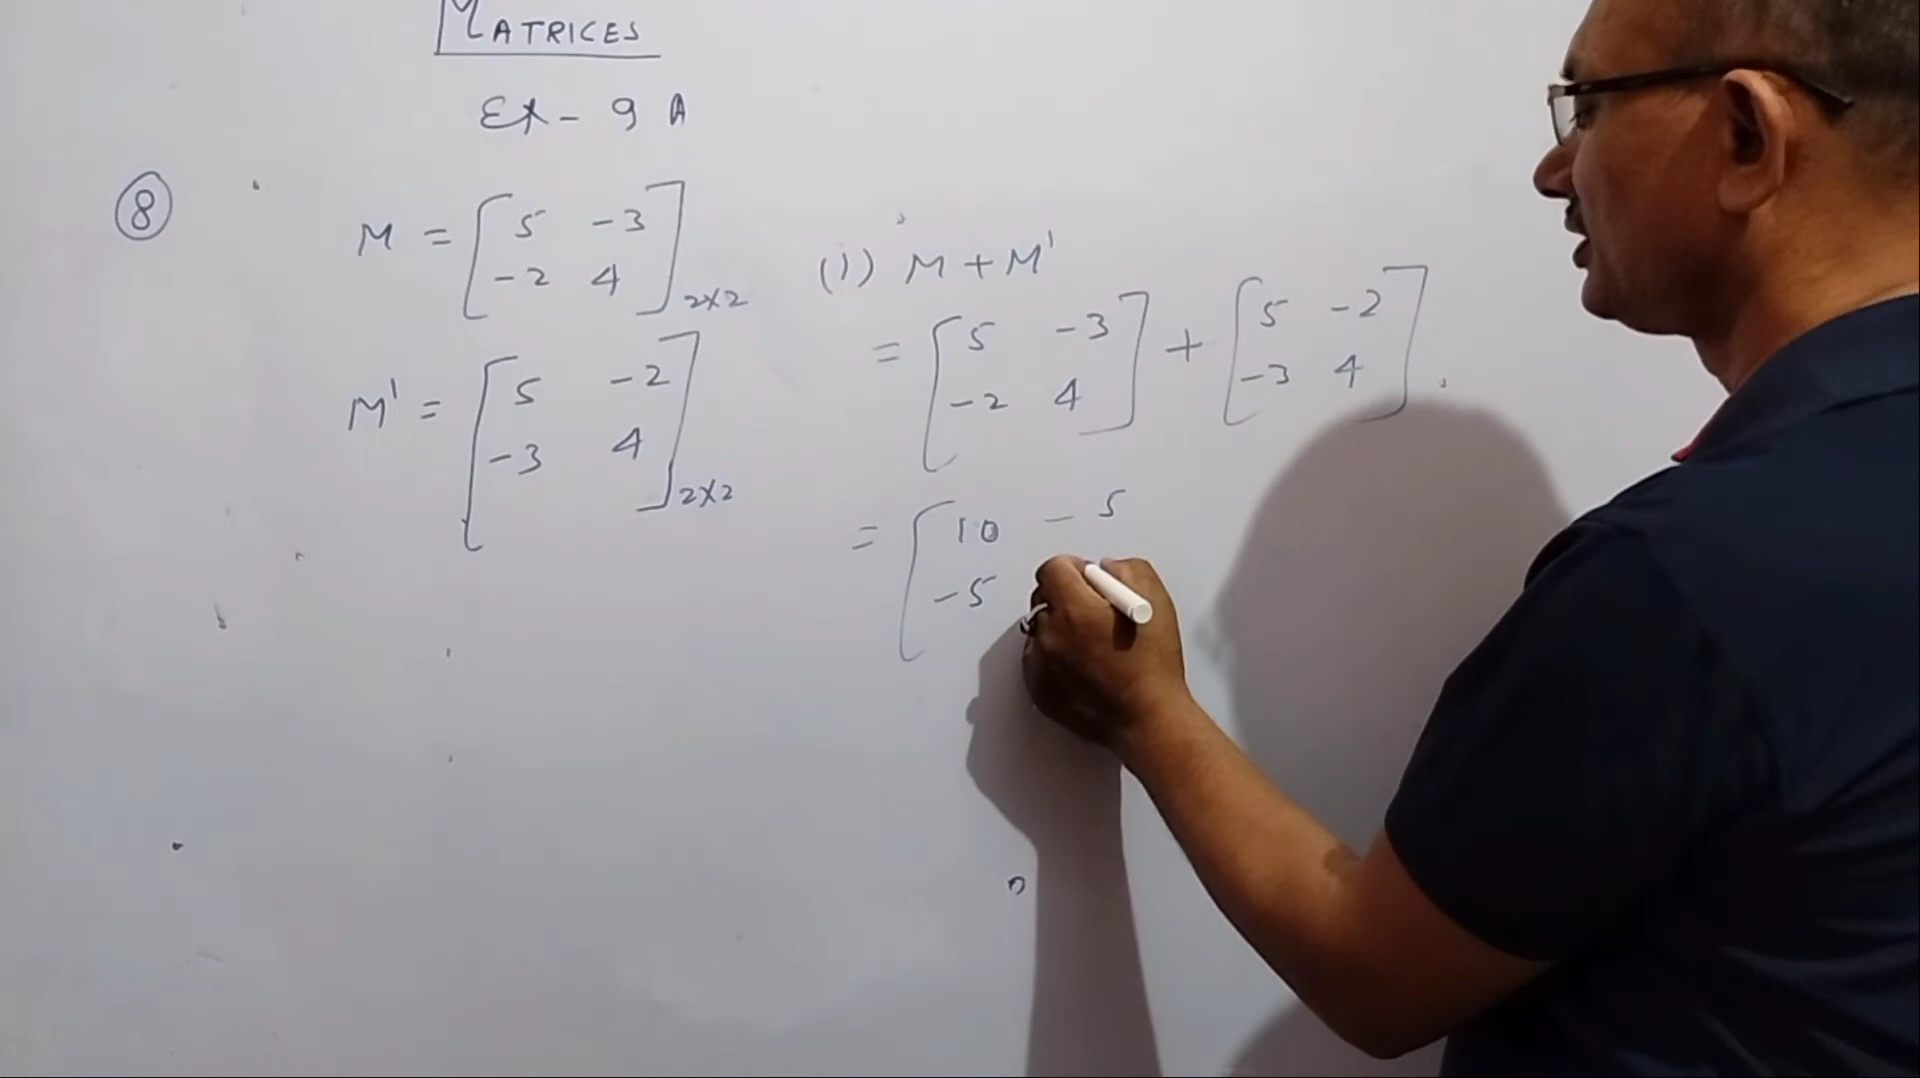 MATRICES
Ex - 9 A
8
M = [5 -3
-2 4] 2x2
M' = [5 -2
-3 4] 2x2
(i) M + M'
= [5 -3
-2 4] + [5 -2
-3 4]
= [10 -5
-5